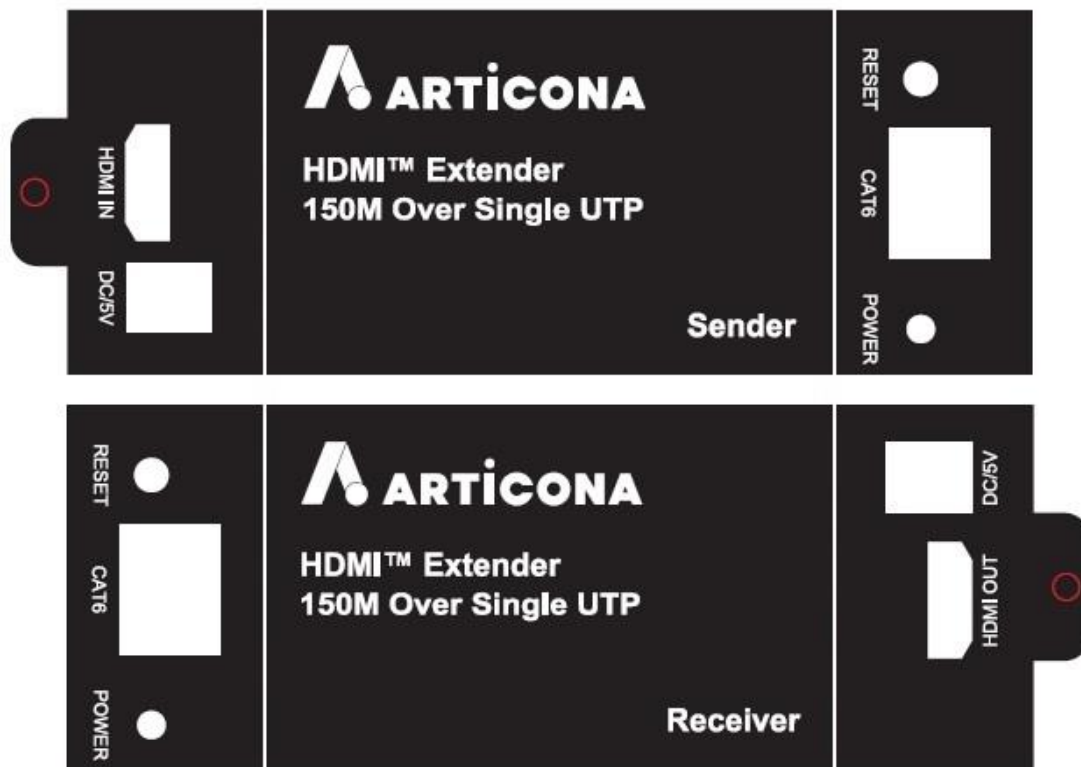 HDMI IN
DC/5V
ARTICONA
HDMI™ Extender
150M Over Single UTP
Sender
RESET
CAT6
POWER
RESET
CAT6
POWER
ARTICONA
HDMI™ Extender
150M Over Single UTP
Receiver
DC/5V
HDMI OUT